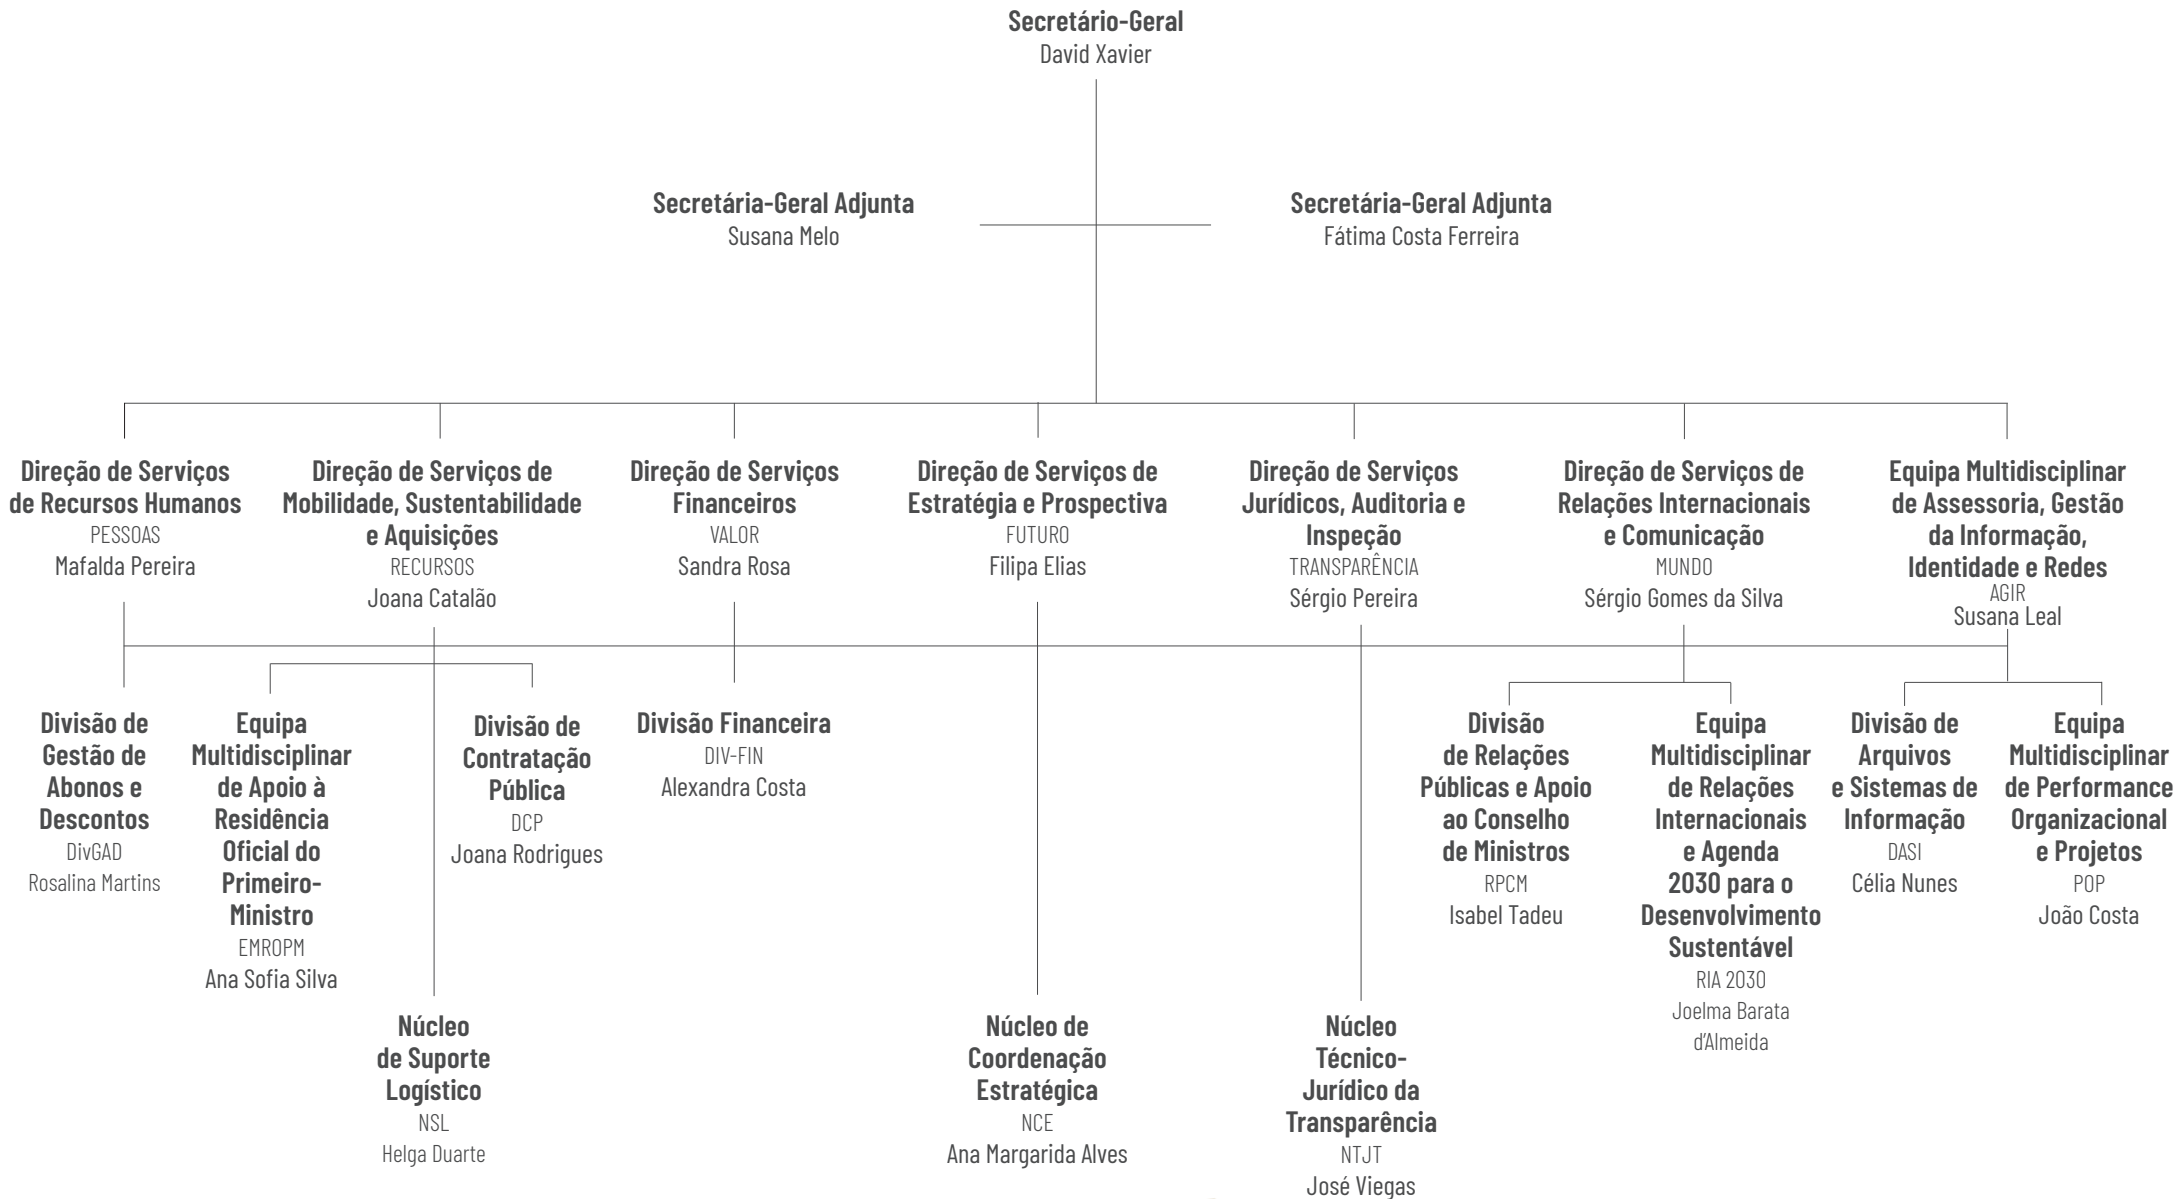 Secretário-Geral
David Xavier
Secretária-Geral Adjunta
Susana Melo
Secretária-Geral Adjunta
Fátima Costa Ferreira
Direção de Serviços
de Recursos Humanos
PESSOAS
Mafalda Pereira
Direção de Serviços de
Mobilidade, Sustentabilidade
e Aquisições
RECURSOS
Joana Catalão
Direção de Serviços
Financeiros
VALOR
Sandra Rosa
Direção de Serviços de
Estratégia e Prospectiva
FUTURO
Filipa Elias
Direção de Serviços
Jurídicos, Auditoria e
Inspeção
TRANSPARÊNCIA
Sérgio Pereira
Direção de Serviços de
Relações Internacionais
e Comunicação
MUNDO
Sérgio Gomes da Silva
Equipa Multidisciplinar
de Assessoria, Gestão
da Informação,
Identidade e Redes
AGIR
Susana Leal
Divisão de
Gestão de
Abonos e
Descontos
DivGAD
Rosalina Martins
Equipa
Multidisciplinar
de Apoio à
Residência
Oficial do
Primeiro-
Ministro
EMROPM
Ana Sofia Silva
Divisão de
Contratação
Pública
DCP
Joana Rodrigues
Divisão Financeira
DIV-FIN
Alexandra Costa
Divisão
de Relações
Públicas e Apoio
ao Conselho
de Ministros
RPCM
Isabel Tadeu
Equipa
Multidisciplinar
de Relações
Internacionais
e Agenda
2030 para o
Desenvolvimento
Sustentável
RIA 2030
Joelma Barata
d'Almeida
Divisão de
Arquivos
e Sistemas de
Informação
DASI
Célia Nunes
Equipa
Multidisciplinar
de Performance
Organizacional
e Projetos
POP
João Costa
Núcleo
de Suporte
Logístico
NSL
Helga Duarte
Núcleo de
Coordenação
Estratégica
NCE
Ana Margarida Alves
Núcleo
Técnico-
Jurídico da
Transparência
NTJT
José Viegas